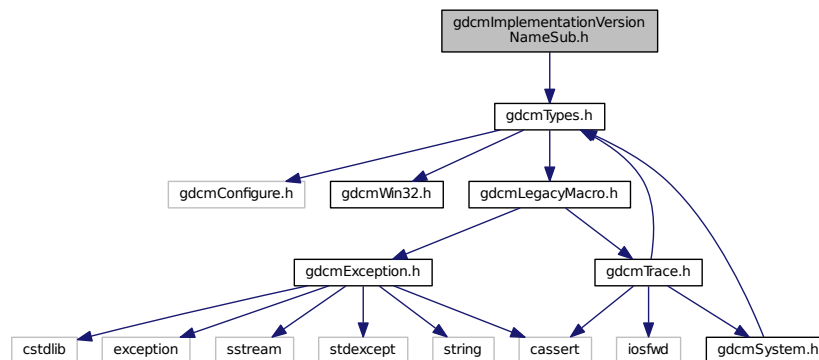 gdcmImplementationVersion
NameSub.h
gdcmTypes.h
gdcmConfigure.h
gdcmWin32.h
gdcmLegacyMacro.h
gdcmException.h
gdcmTrace.h
cstdlib
exception
sstream
stdexcept
string
cassert
iosfwd
gdcmSystem.h